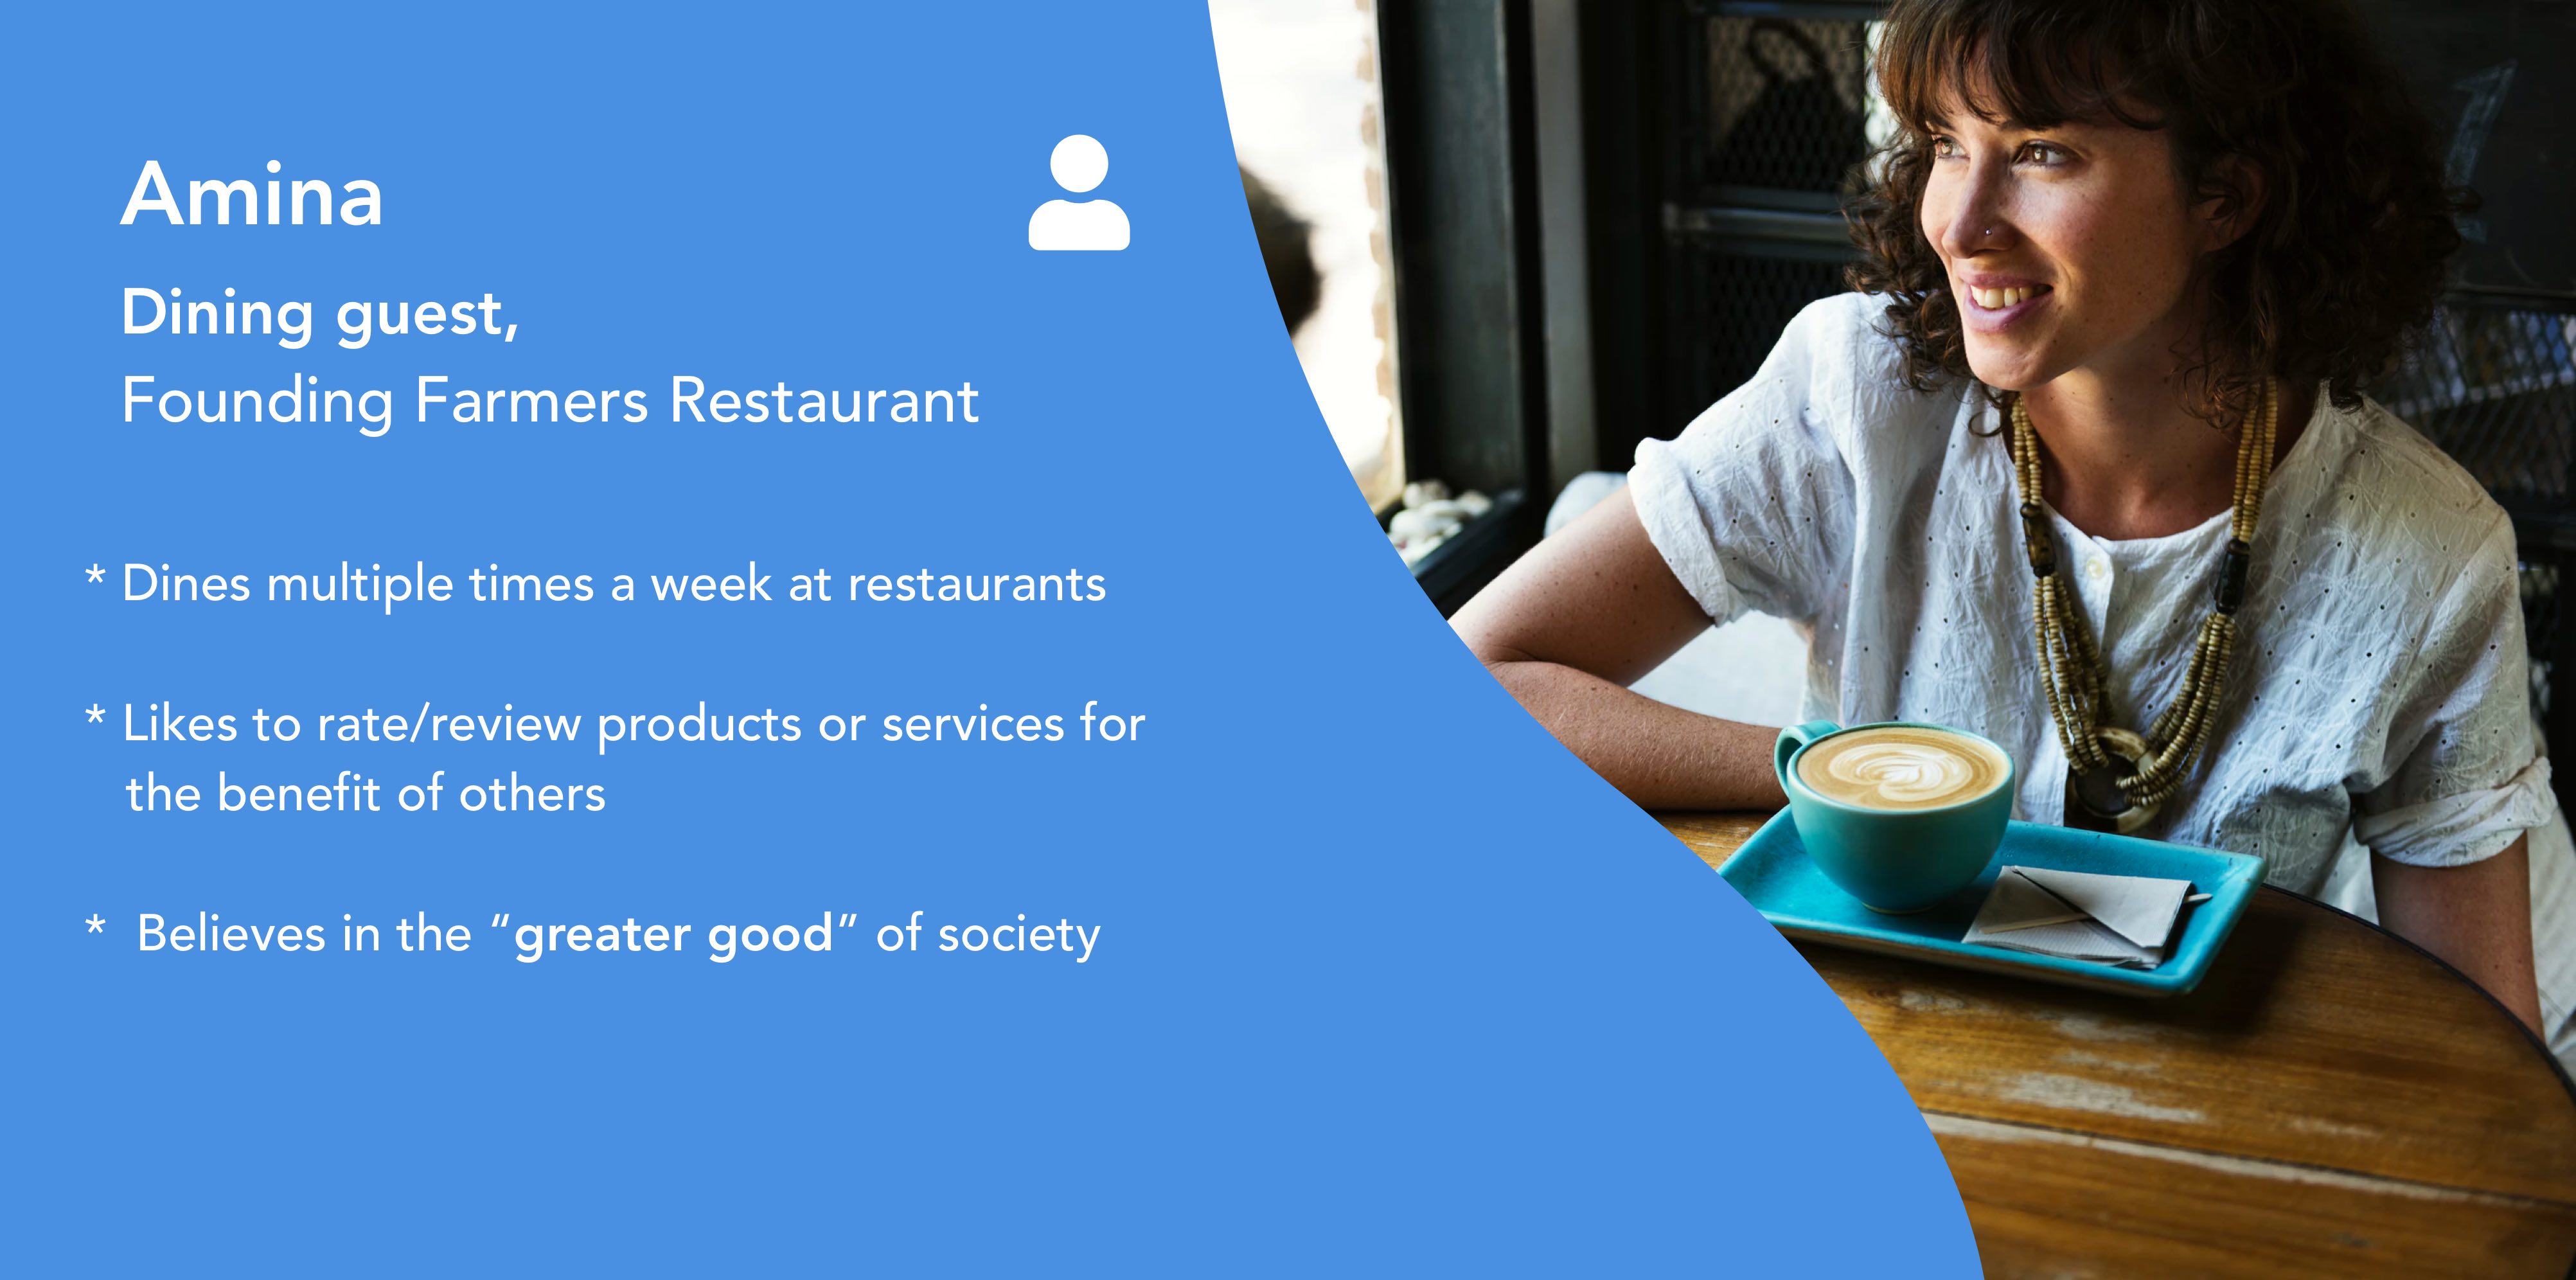 Amina
Dining guest,
Founding Farmers Restaurant
* Dines multiple times a week at restaurants
* Likes to rate/review products or services for
the benefit of others
* Believes in the “greater good” of society